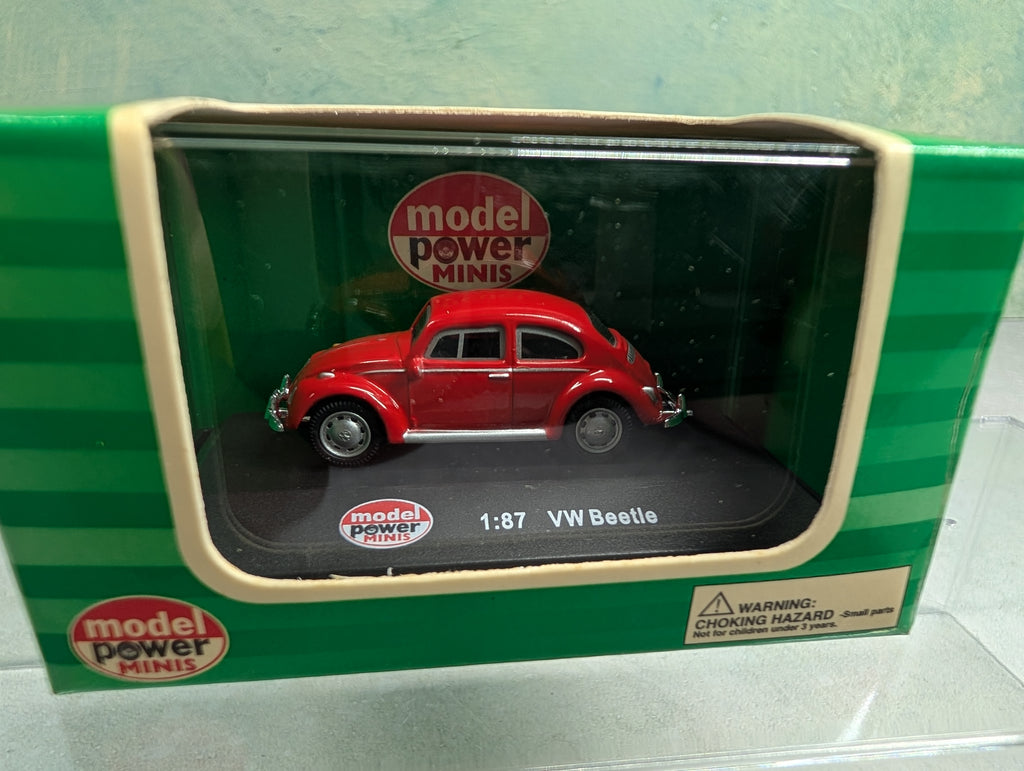 model
power
MINIS
model
power
MINIS
1:87 VW Beetle
model
power
MINIS
WARNING:
CHOKING HAZARD -Small parts
Not for children under 3 years.